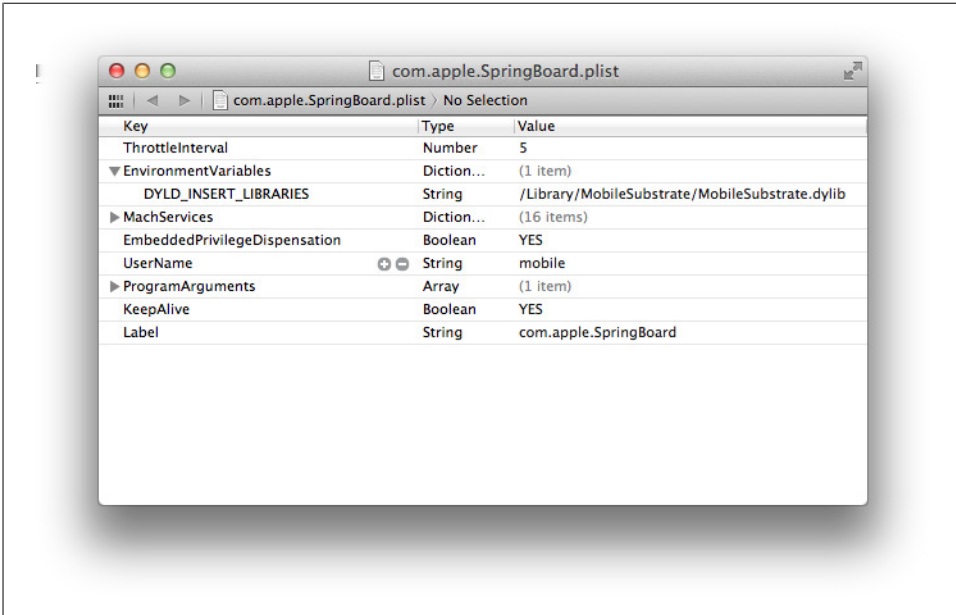 com.apple.SpringBoard.plist
com.apple.SpringBoard.plist 〉 No Selection
Key Type Value
ThrottleInterval Number 5
▼EnvironmentVariables Diction... (1 item)
DYLD_INSERT_LIBRARIES String /Library/MobileSubstrate/MobileSubstrate.dylib
▶MachServices Diction... (16 items)
EmbeddedPrivilegeDispensation Boolean YES
UserName String mobile
▶ProgramArguments Array (1 item)
KeepAlive Boolean YES
Label String com.apple.SpringBoard